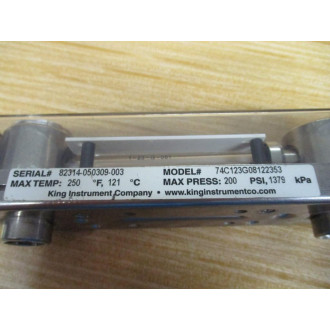 SERIAL# 82314-050309-003 MODEL# 74C123G08122353
MAX TEMP: 250 °F, 121 °C MAX PRESS: 200 PSI, 1379 kPa
King Instrument Company • www.kinginstrumentco.com